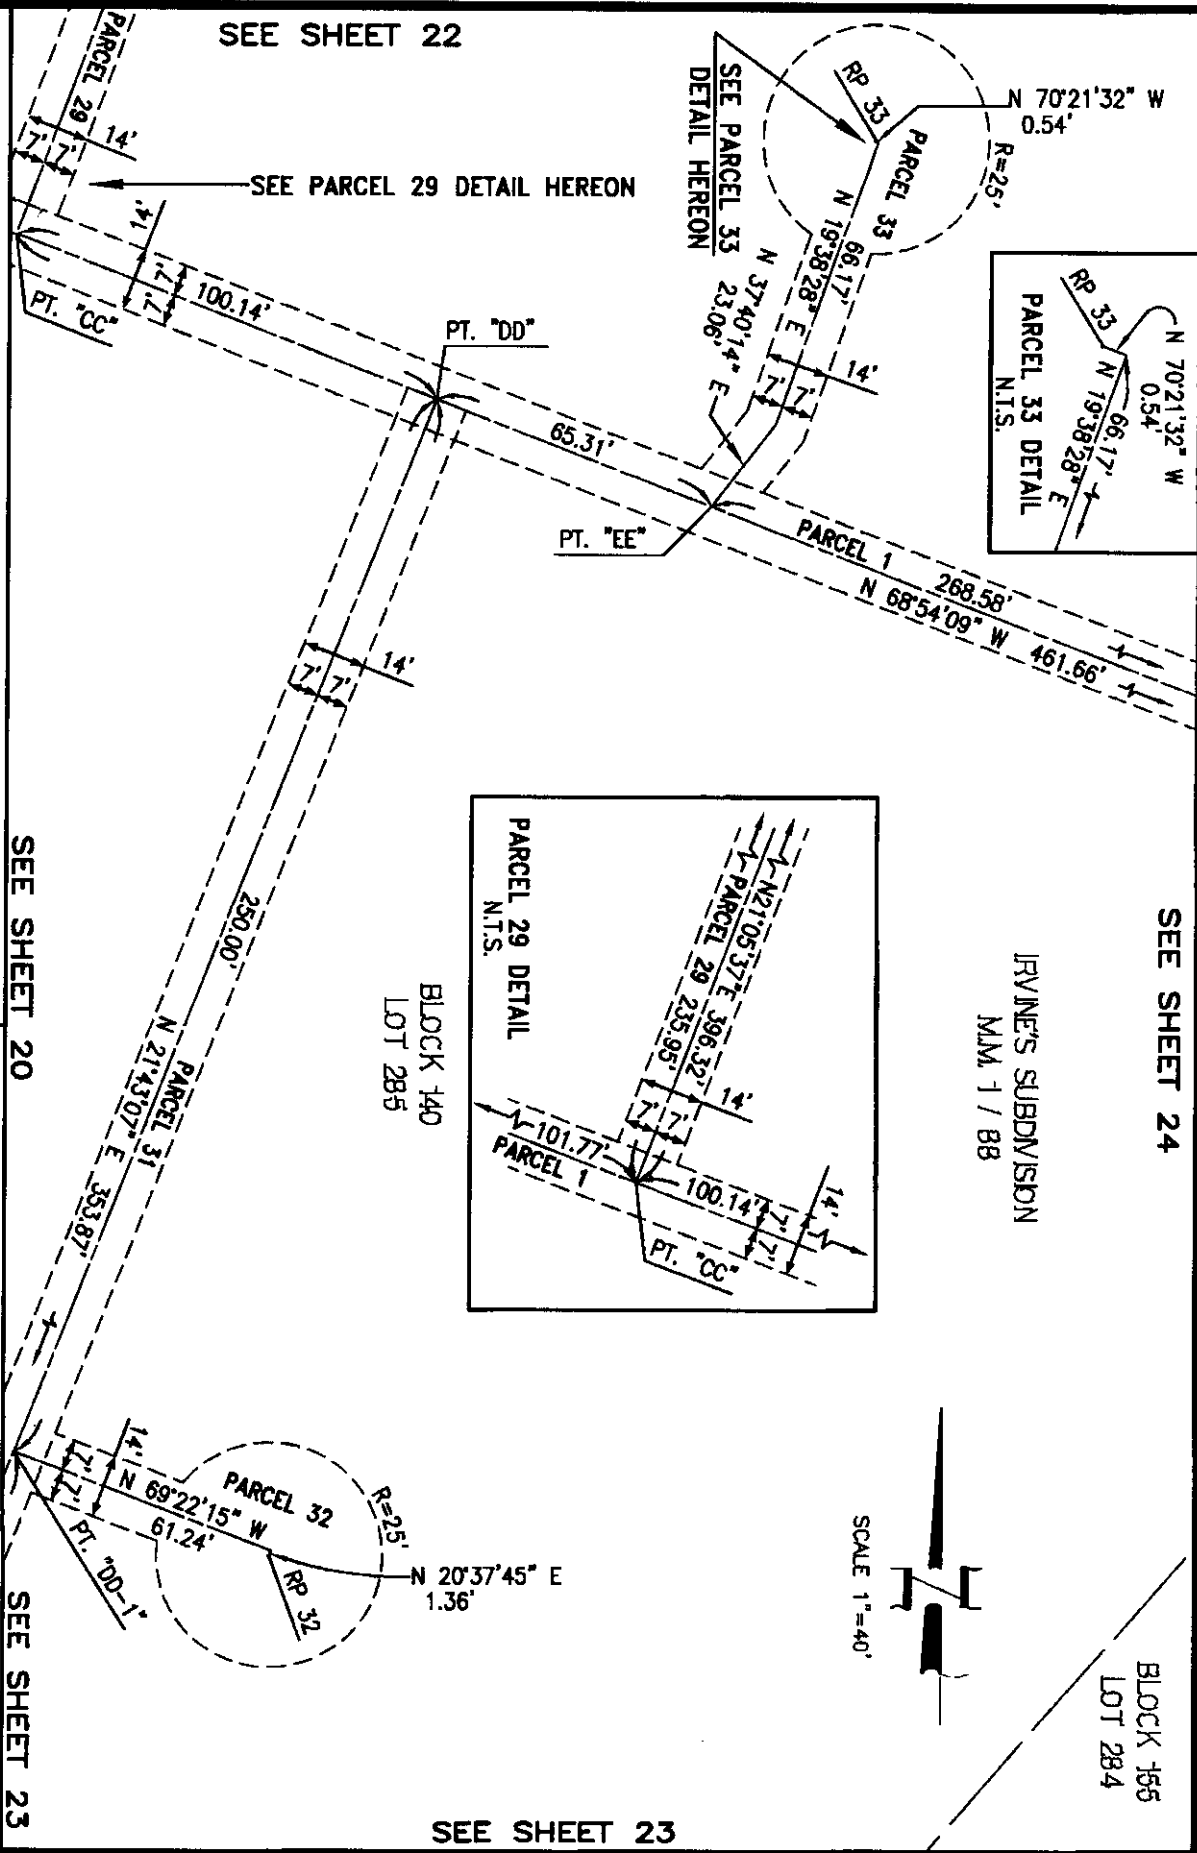 SEE SHEET 22
PARCEL 29
14'
7'
7'
SEE PARCEL 29 DETAIL HEREON
RP 33
N 70°21'32" W
0.54'
R=25'
PARCEL 33
SEE PARCEL 33
DETAIL HEREON
66.17'
N 19°38'28" E
N 37°40'14" E
23.06'
14'
7'
7'
N 70°21'32" W
0.54'
RP 33
66.17'
N 19°38'28" E
PARCEL 33 DETAIL
N.T.S.
14'
7'
7'
PT. "CC"
100.14'
PT. "DD"
65.31'
PT. "EE"
PARCEL 1
268.58'
N 68°54'09" W
461.66'
14'
7'
7'
250.00'
PARCEL 31
N 21°43'07" E
353.87'
PARCEL 29 DETAIL
N.T.S.
N21°05'37"E
396.32'
PARCEL 29
235.95'
14'
7'
7'
101.77'
PARCEL 1
100.14'
14'
7'
7'
PT. "CC"
BLOCK 140
LOT 285
IRVINE'S SUBDIVISION
M.M. 1 / 88
SEE SHEET 24
SEE SHEET 20
14'
7'
7'
N 69°22'15" W
61.24'
PARCEL 32
R=25'
RP 32
N 20°37'45" E
1.36'
PT. "DD-1"
SCALE 1"=40'
BLOCK 155
LOT 284
SEE SHEET 23
SEE SHEET 23